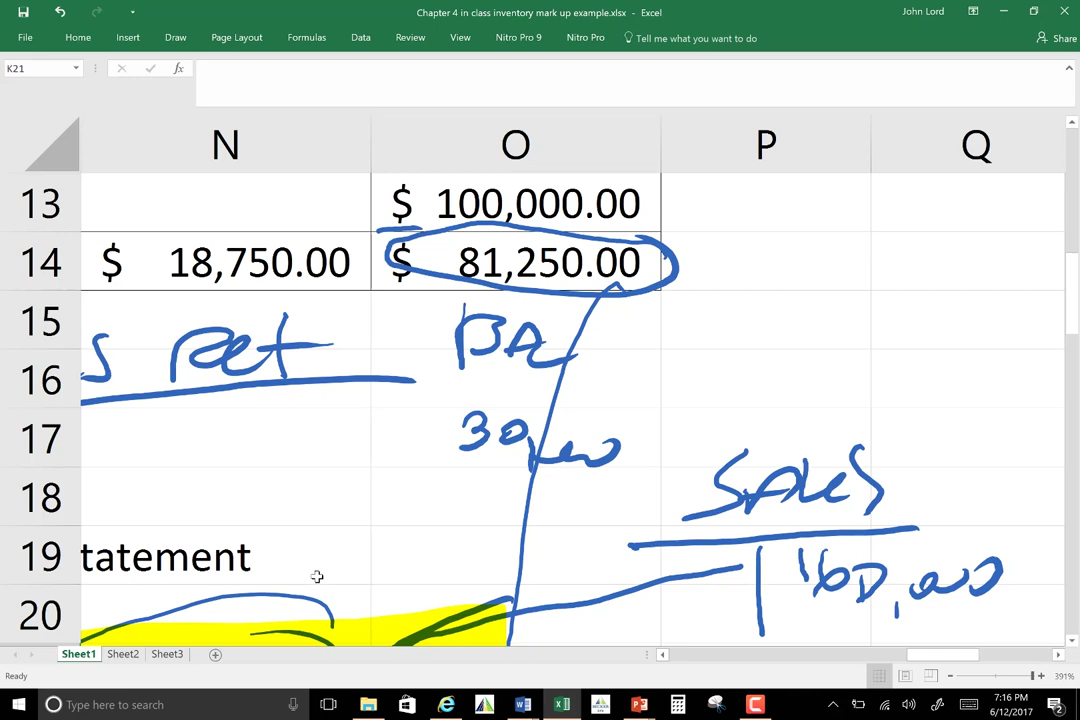 Chapter 4 in class inventory mark up example.xlsx - Excel
John Lord
File Home Insert Draw Page Layout Formulas Data Review View Nitro Pro 9 Nitro Pro Tell me what you want to do Share
K21 fx
N O P Q
13 $ 100,000.00
14 $ 18,750.00 $ 81,250.00
15
16
17
18 SALES
19 tatement 160,000
20
Sheet1 Sheet2 Sheet3
Ready 391%
Type here to search
7:16 PM
6/12/2017
2